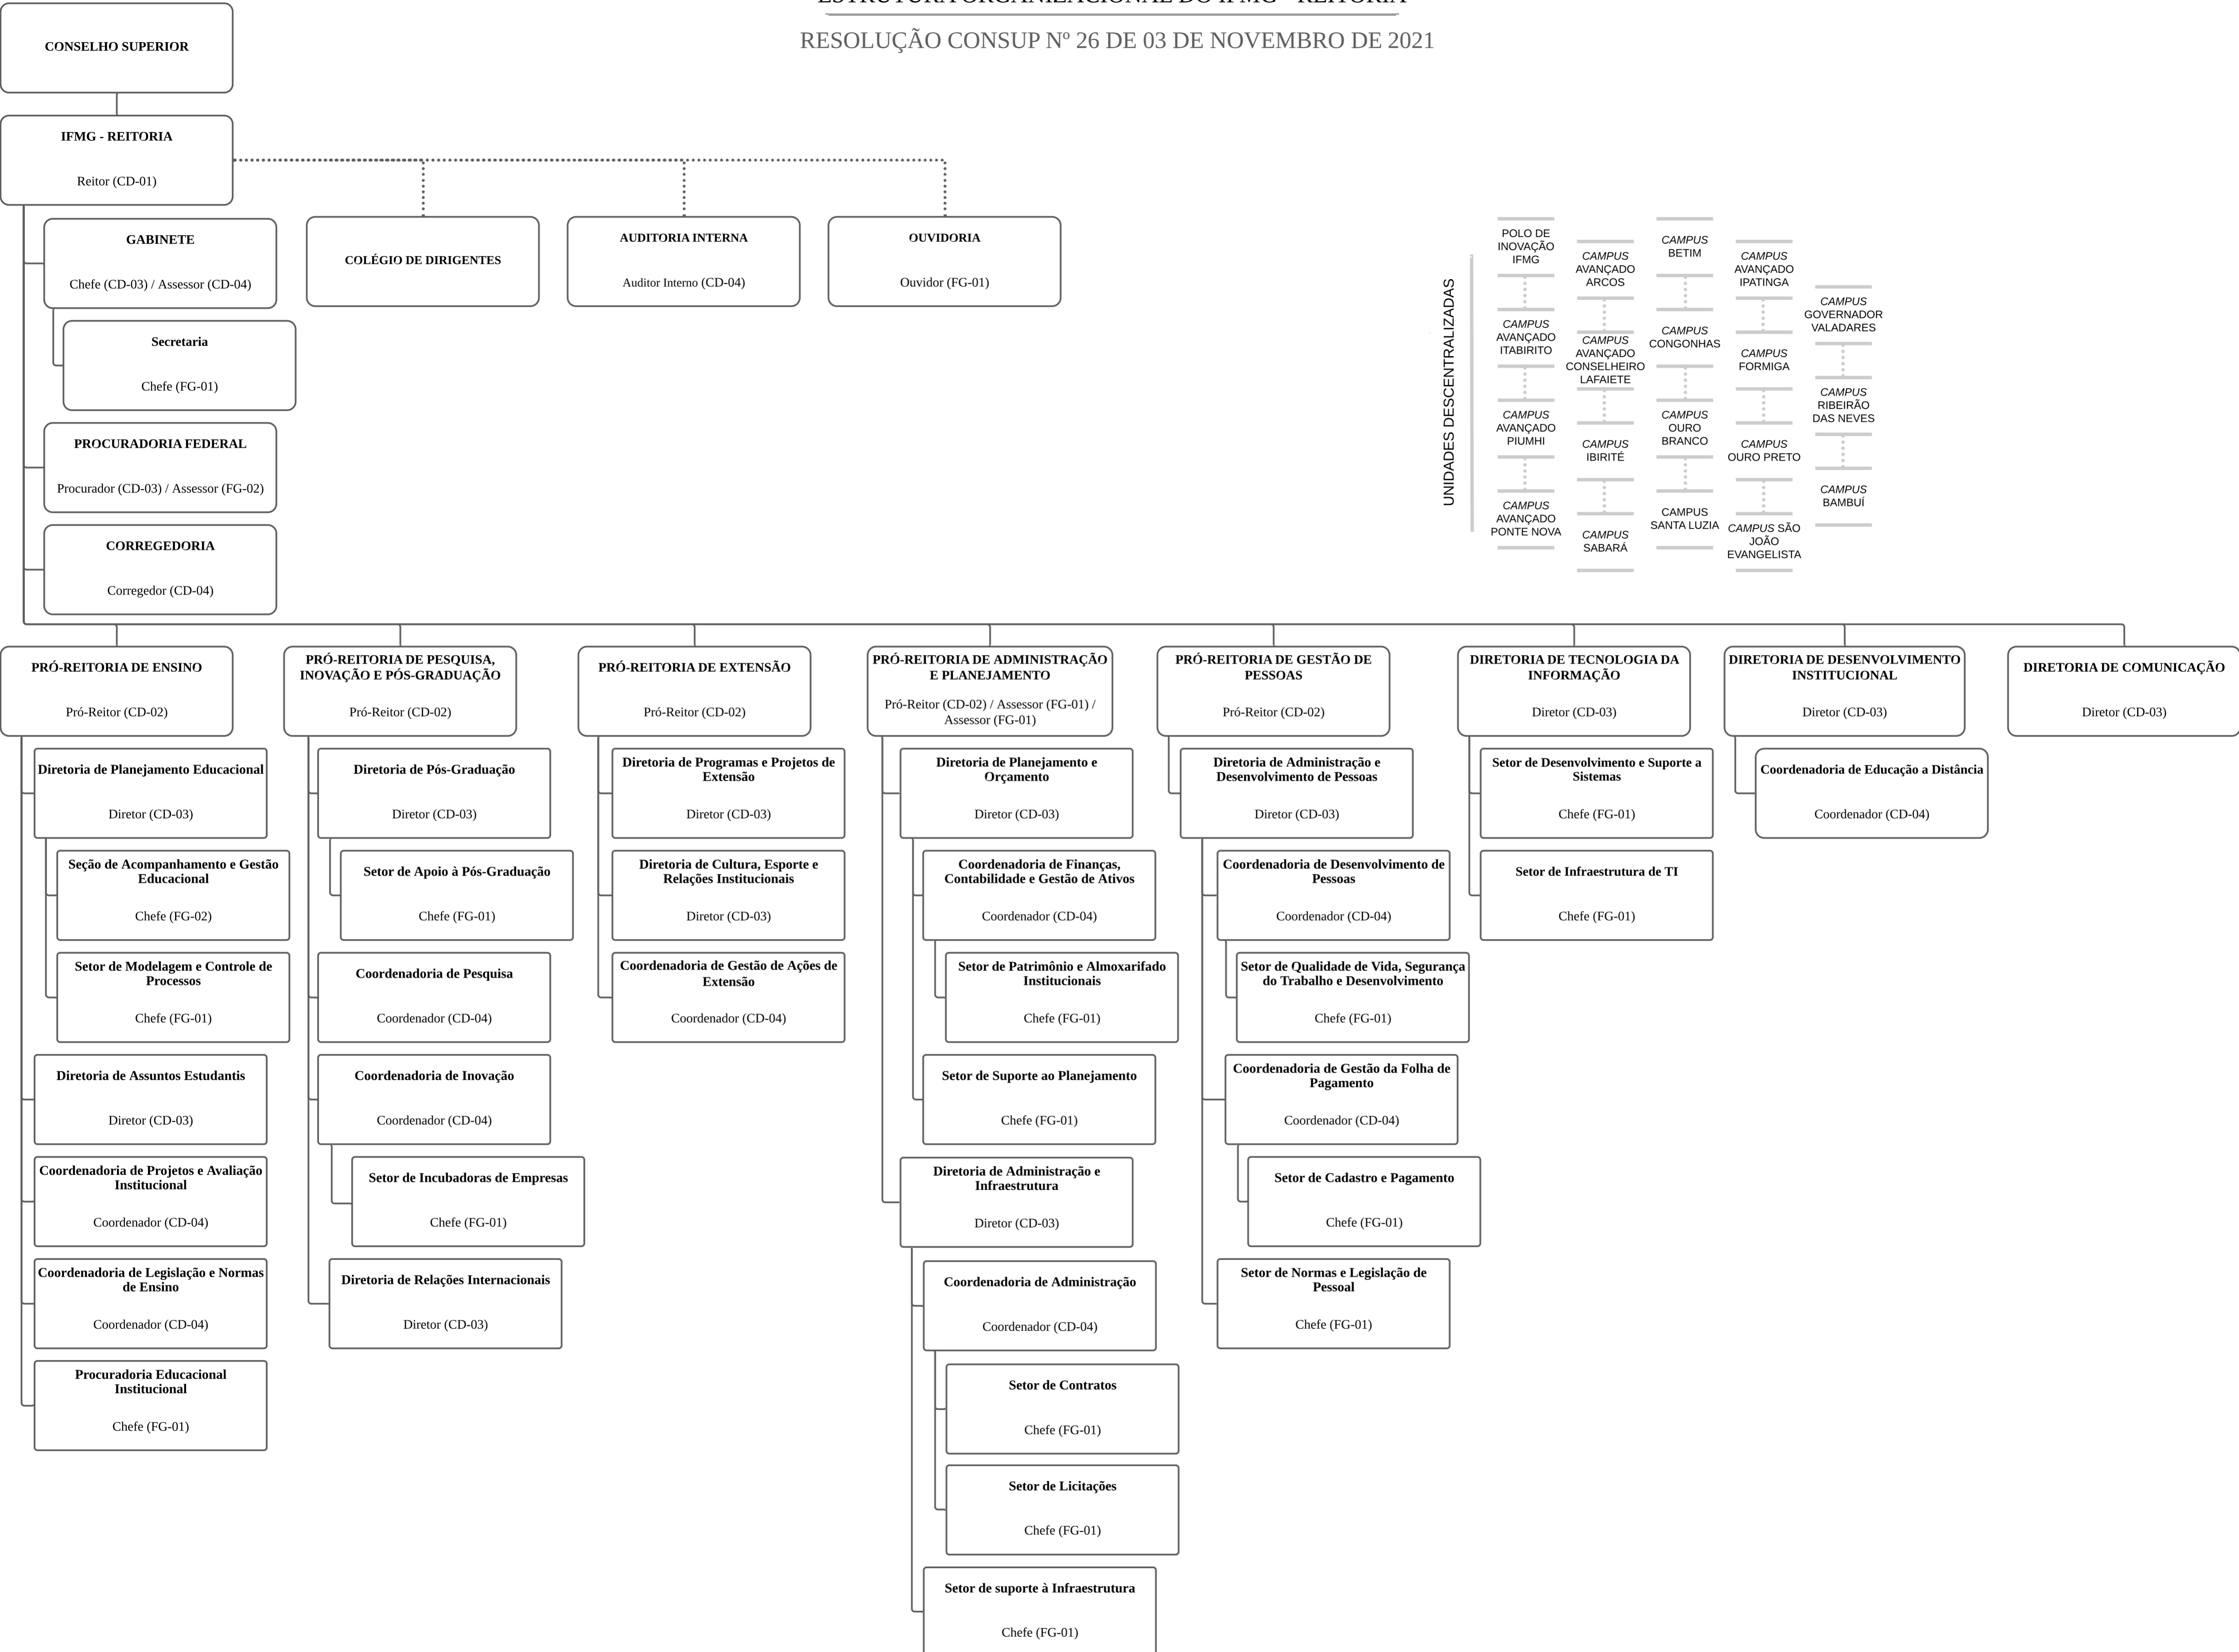 ESTRUTURA ORGANIZACIONAL DO IFMG - REITORIA
RESOLUÇÃO CONSUP Nº 26 DE 03 DE NOVEMBRO DE 2021
CONSELHO SUPERIOR
IFMG - REITORIA
Reitor (CD-01)
GABINETE
Chefe (CD-03) / Assessor (CD-04)
COLÉGIO DE DIRIGENTES
AUDITORIA INTERNA
Auditor Interno (CD-04)
OUVIDORIA
Ouvidor (FG-01)
Secretaria
Chefe (FG-01)
PROCURADORIA FEDERAL
Procurador (CD-03) / Assessor (FG-02)
CORREGEDORIA
Corregedor (CD-04)
UNIDADES DESCENTRALIZADAS
POLO DE
INOVAÇÃO
IFMG
CAMPUS
AVANÇADO
ITABIRITO
CAMPUS
AVANÇADO
PIUMHI
CAMPUS
AVANÇADO
PONTE NOVA
CAMPUS
AVANÇADO
ARCOS
CAMPUS
AVANÇADO
CONSELHEIRO
LAFAIETE
CAMPUS
IBIRITÉ
CAMPUS
SABARÁ
CAMPUS
BETIM
CAMPUS
CONGONHAS
CAMPUS
OURO
BRANCO
CAMPUS
SANTA LUZIA
CAMPUS
AVANÇADO
IPATINGA
CAMPUS
FORMIGA
CAMPUS
OURO PRETO
CAMPUS SÃO
JOÃO
EVANGELISTA
CAMPUS
GOVERNADOR
VALADARES
CAMPUS
RIBEIRÃO
DAS NEVES
CAMPUS
BAMBUÍ
PRÓ-REITORIA DE ENSINO
Pró-Reitor (CD-02)
Diretoria de Planejamento Educacional
Diretor (CD-03)
Seção de Acompanhamento e Gestão
Educacional
Chefe (FG-02)
Setor de Modelagem e Controle de
Processos
Chefe (FG-01)
Diretoria de Assuntos Estudantis
Diretor (CD-03)
Coordenadoria de Projetos e Avaliação
Institucional
Coordenador (CD-04)
Coordenadoria de Legislação e Normas
de Ensino
Coordenador (CD-04)
Procuradoria Educacional
Institucional
Chefe (FG-01)
PRÓ-REITORIA DE PESQUISA,
INOVAÇÃO E PÓS-GRADUAÇÃO
Pró-Reitor (CD-02)
Diretoria de Pós-Graduação
Diretor (CD-03)
Setor de Apoio à Pós-Graduação
Chefe (FG-01)
Coordenadoria de Pesquisa
Coordenador (CD-04)
Coordenadoria de Inovação
Coordenador (CD-04)
Setor de Incubadoras de Empresas
Chefe (FG-01)
Diretoria de Relações Internacionais
Diretor (CD-03)
PRÓ-REITORIA DE EXTENSÃO
Pró-Reitor (CD-02)
Diretoria de Programas e Projetos de
Extensão
Diretor (CD-03)
Diretoria de Cultura, Esporte e
Relações Institucionais
Diretor (CD-03)
Coordenadoria de Gestão de Ações de
Extensão
Coordenador (CD-04)
PRÓ-REITORIA DE ADMINISTRAÇÃO
E PLANEJAMENTO
Pró-Reitor (CD-02) / Assessor (FG-01) /
Assessor (FG-01)
Diretoria de Planejamento e
Orçamento
Diretor (CD-03)
Coordenadoria de Finanças,
Contabilidade e Gestão de Ativos
Coordenador (CD-04)
Setor de Patrimônio e Almoxarifado
Institucionais
Chefe (FG-01)
Setor de Suporte ao Planejamento
Chefe (FG-01)
Diretoria de Administração e
Infraestrutura
Diretor (CD-03)
Coordenadoria de Administração
Coordenador (CD-04)
Setor de Contratos
Chefe (FG-01)
Setor de Licitações
Chefe (FG-01)
Setor de suporte à Infraestrutura
Chefe (FG-01)
PRÓ-REITORIA DE GESTÃO DE
PESSOAS
Pró-Reitor (CD-02)
Diretoria de Administração e
Desenvolvimento de Pessoas
Diretor (CD-03)
Coordenadoria de Desenvolvimento de
Pessoas
Coordenador (CD-04)
Setor de Qualidade de Vida, Segurança
do Trabalho e Desenvolvimento
Chefe (FG-01)
Coordenadoria de Gestão da Folha de
Pagamento
Coordenador (CD-04)
Setor de Cadastro e Pagamento
Chefe (FG-01)
Setor de Normas e Legislação de
Pessoal
Chefe (FG-01)
DIRETORIA DE TECNOLOGIA DA
INFORMAÇÃO
Diretor (CD-03)
Setor de Desenvolvimento e Suporte a
Sistemas
Chefe (FG-01)
Setor de Infraestrutura de TI
Chefe (FG-01)
DIRETORIA DE DESENVOLVIMENTO
INSTITUCIONAL
Diretor (CD-03)
Coordenadoria de Educação a Distância
Coordenador (CD-04)
DIRETORIA DE COMUNICAÇÃO
Diretor (CD-03)